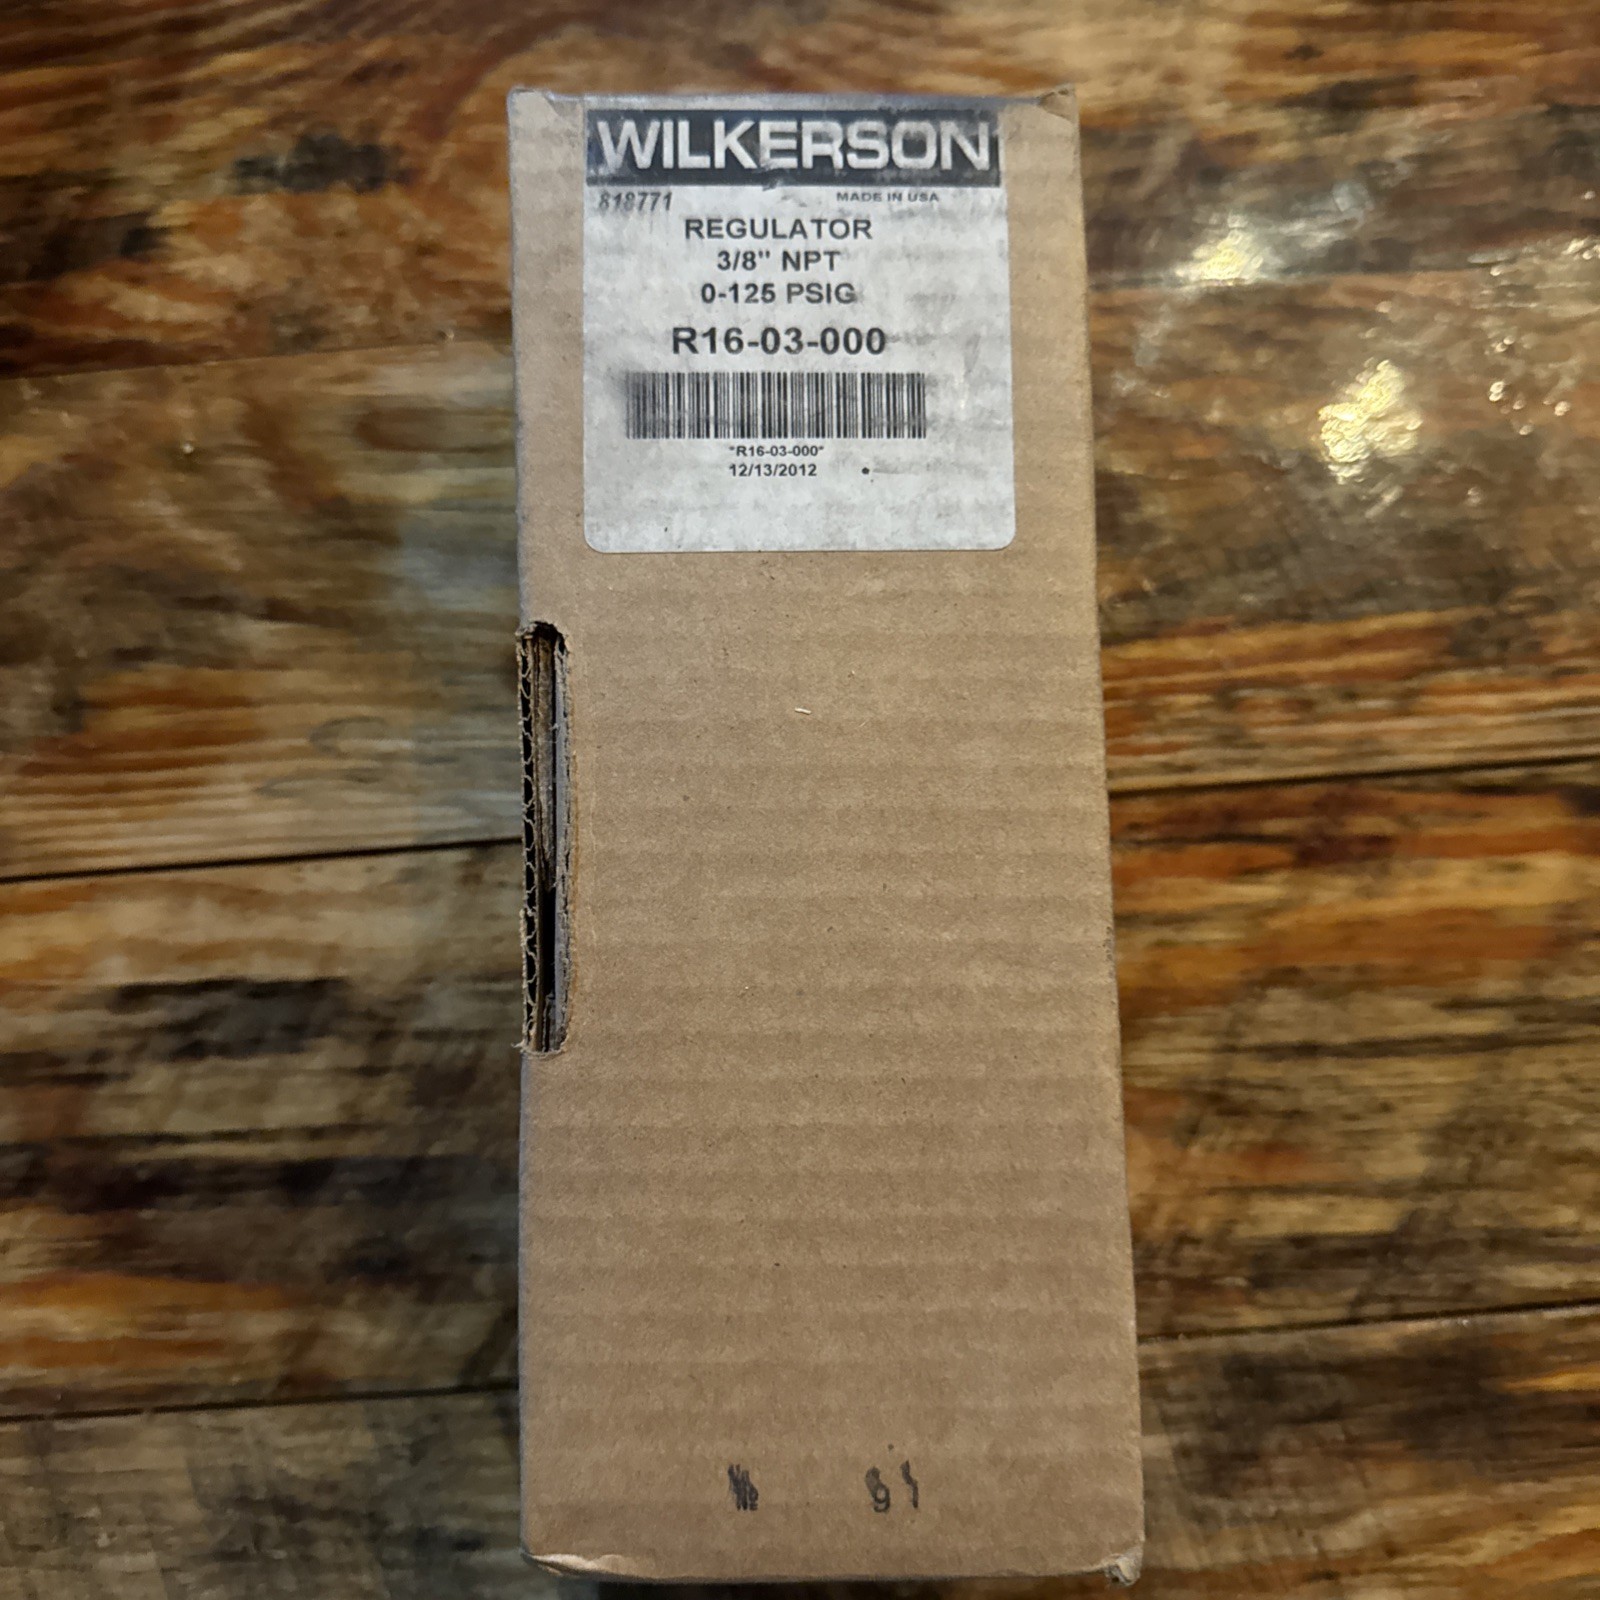 WILKERSON
818771 MADE IN USA
REGULATOR
3/8" NPT
0-125 PSIG
R16-03-000
*R16-03-000*
12/13/2012